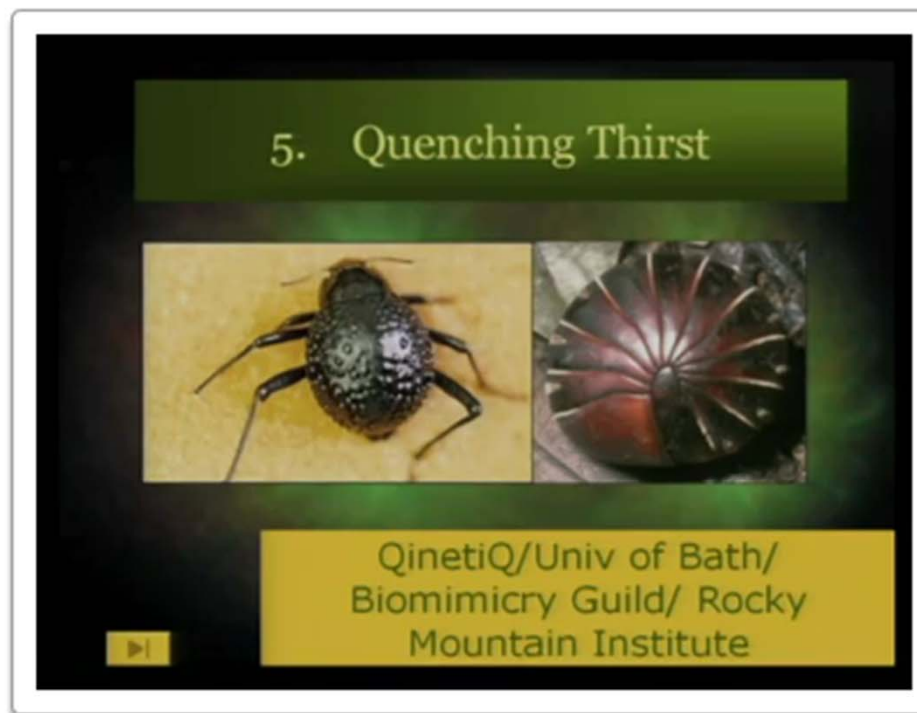 5. Quenching Thirst
QinetiQ/Univ of Bath/
Biomimicry Guild/ Rocky
Mountain Institute